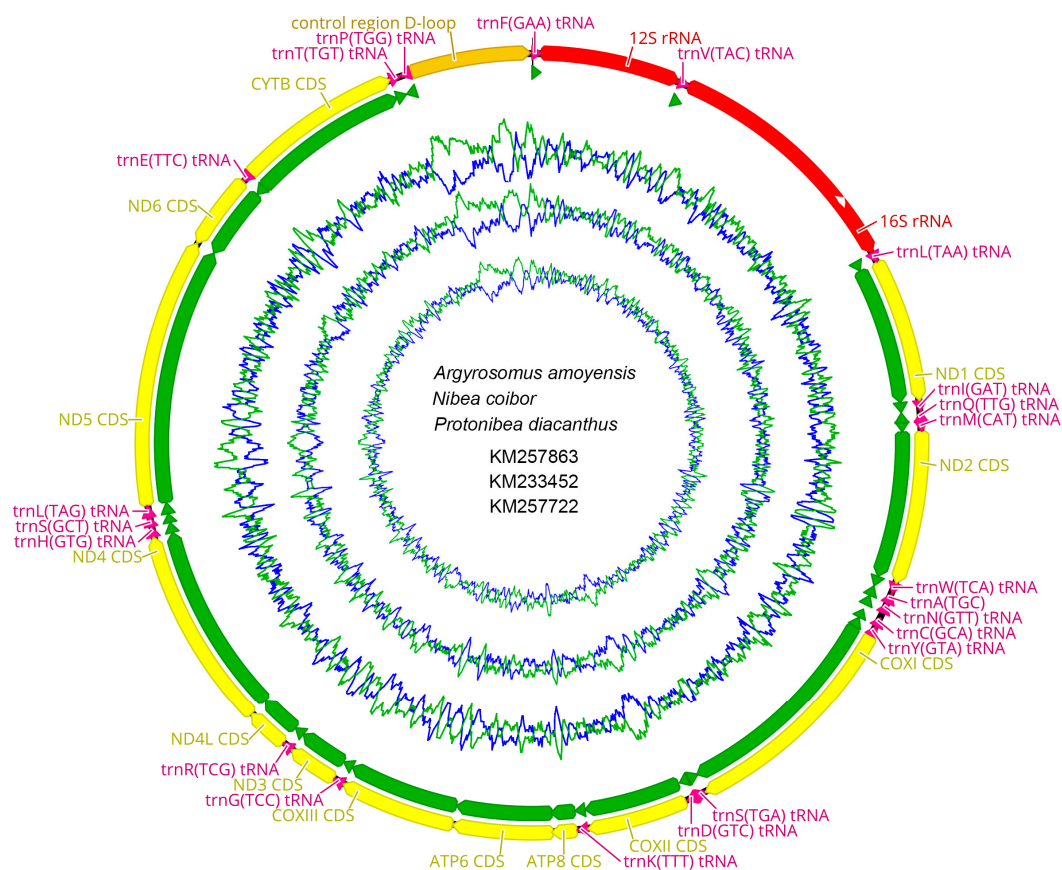 control region D-loop
trnF(GAA) tRNA
trnP(TGG) tRNA
12S rRNA
trnT(TGT) tRNA
trnV(TAC) tRNA
CYTB CDS
trnE(TTC) tRNA
ND6 CDS
16S rRNA
trnL(TAA) tRNA
Argyrosomus amoyensis
Nibea coibor
Protonibea diacanthus
KM257863
KM233452
KM257722
ND1 CDS
trnI(GAT) tRNA
trnQ(TTG) tRNA
trnM(CAT) tRNA
ND5 CDS
ND2 CDS
trnL(TAG) tRNA
trnS(GCT) tRNA
trnH(GTG) tRNA
ND4 CDS
trnW(TCA) tRNA
trnA(TGC)
trnN(GTT) tRNA
trnC(GCA) tRNA
trnY(GTA) tRNA
COXI CDS
ND4L CDS
trnR(TCG) tRNA
ND3 CDS
trnG(TCC) tRNA
COXIII CDS
trnS(TGA) tRNA
trnD(GTC) tRNA
COXII CDS
ATP6 CDS
ATP8 CDS
trnK(TTT) tRNA